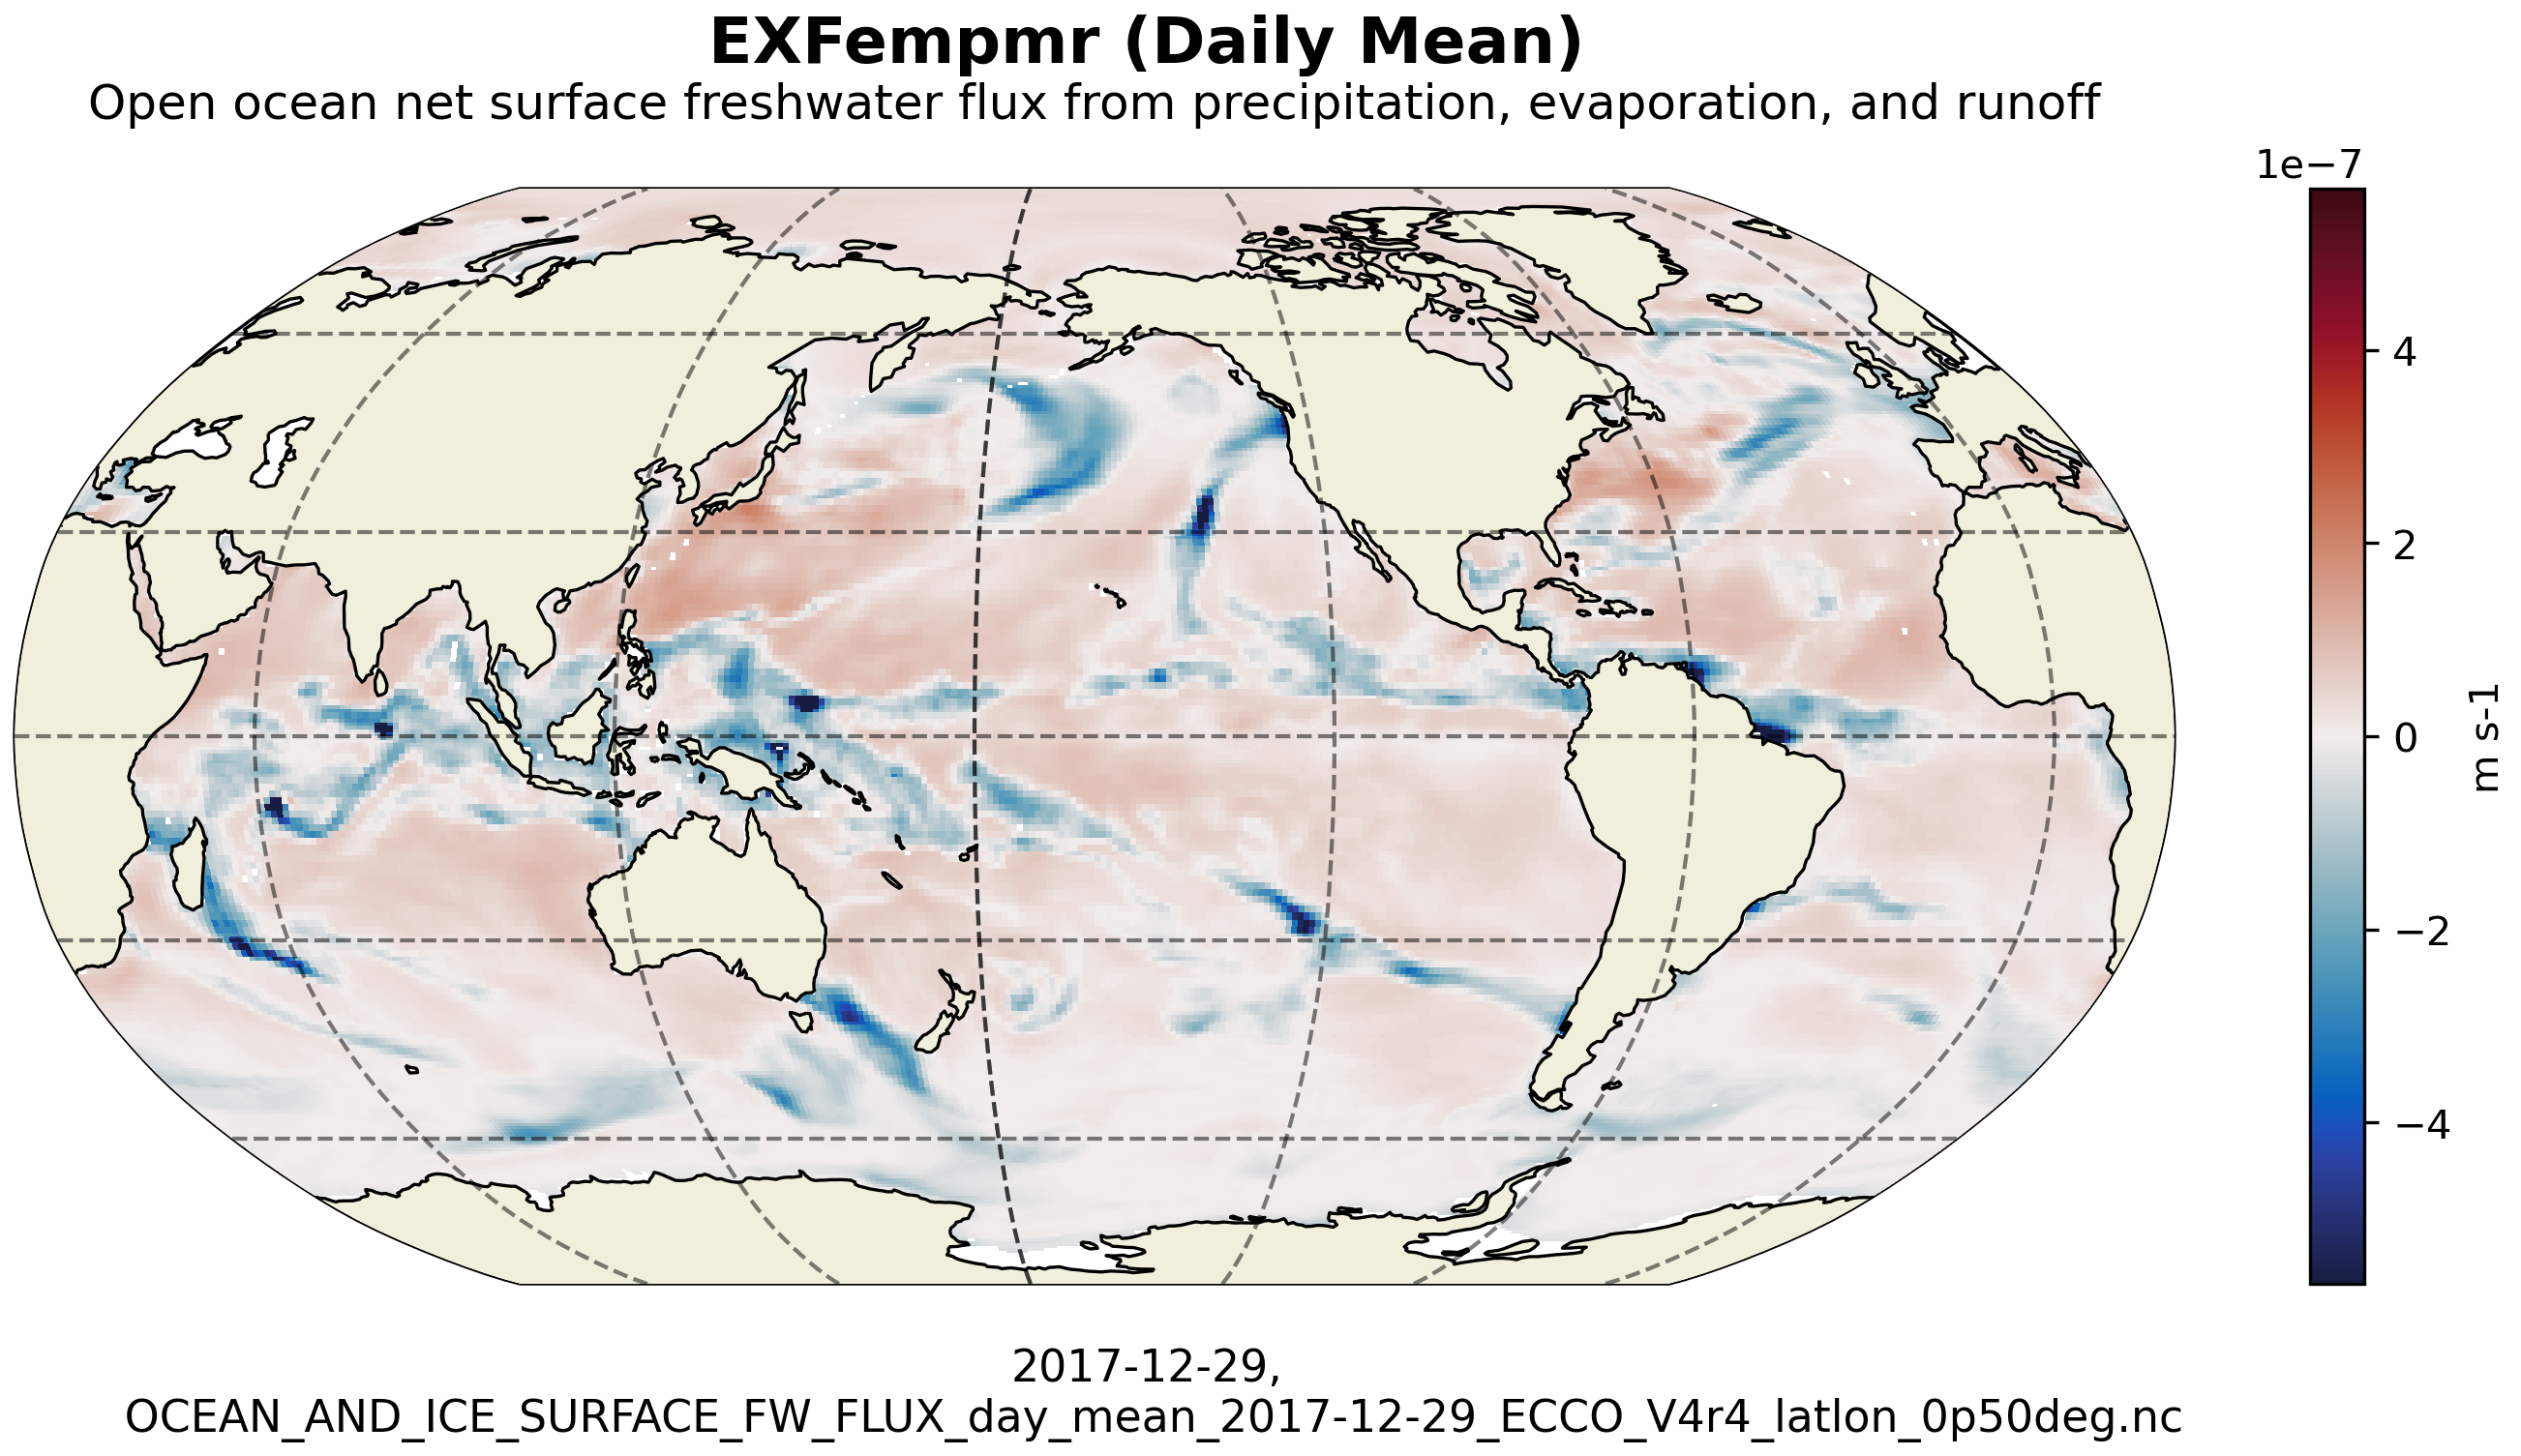 EXFempmr (Daily Mean)
Open ocean net surface freshwater flux from precipitation, evaporation, and runoff
1e−7
4
2
0
−2
−4
m s-1
2017-12-29,
OCEAN_AND_ICE_SURFACE_FW_FLUX_day_mean_2017-12-29_ECCO_V4r4_latlon_0p50deg.nc